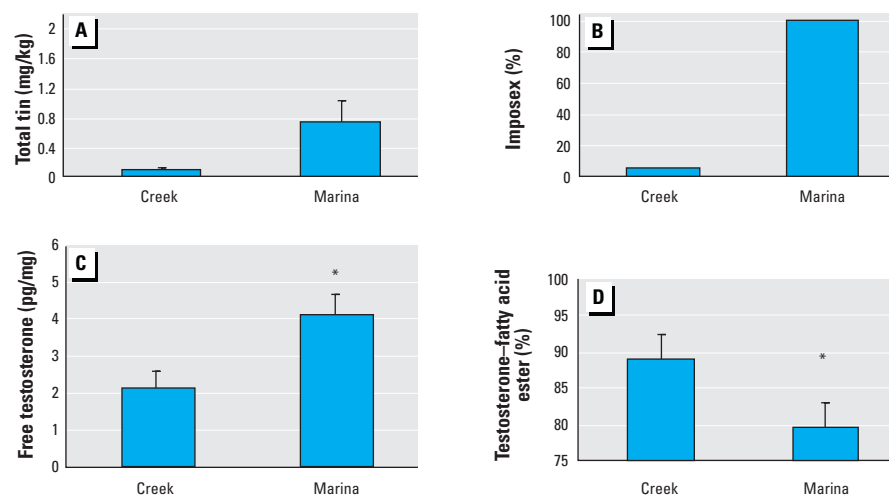 A
Total tin (mg/kg)
2
1.6
1.2
0.8
0.4
0
Creek Marina
B
Imposex (%)
100
80
60
40
20
0
Creek Marina
C
Free testosterone (pg/mg)
6
5
4
3
2
1
0
*
Creek Marina
D
Testosterone–fatty acid
ester (%)
100
95
90
85
80
75
*
Creek Marina